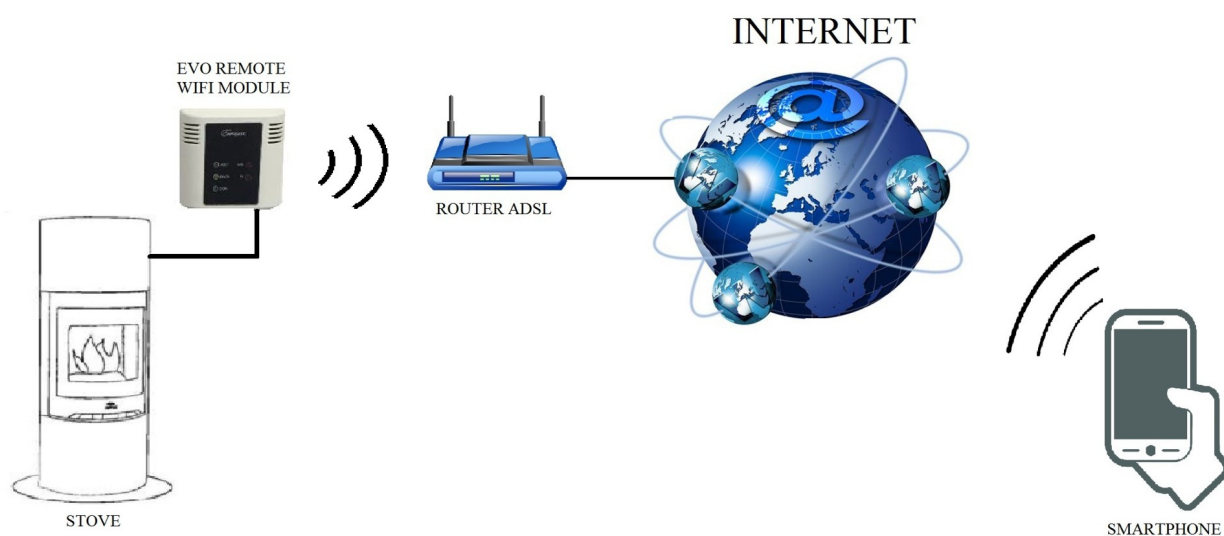 INTERNET
EVO REMOTE
WIFI MODULE
ROUTER ADSL
STOVE
SMARTPHONE